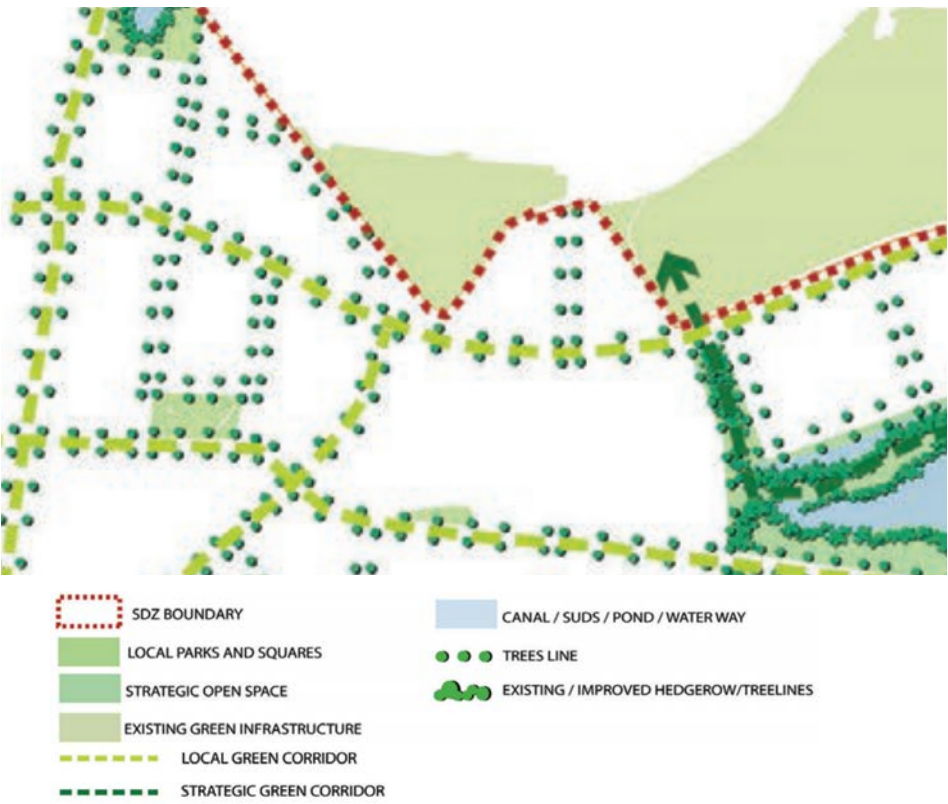 SDZ BOUNDARY
LOCAL PARKS AND SQUARES
STRATEGIC OPEN SPACE
EXISTING GREEN INFRASTRUCTURE
LOCAL GREEN CORRIDOR
STRATEGIC GREEN CORRIDOR
CANAL / SUDS / POND / WATER WAY
TREES LINE
EXISTING / IMPROVED HEDGEROW/TREELINES